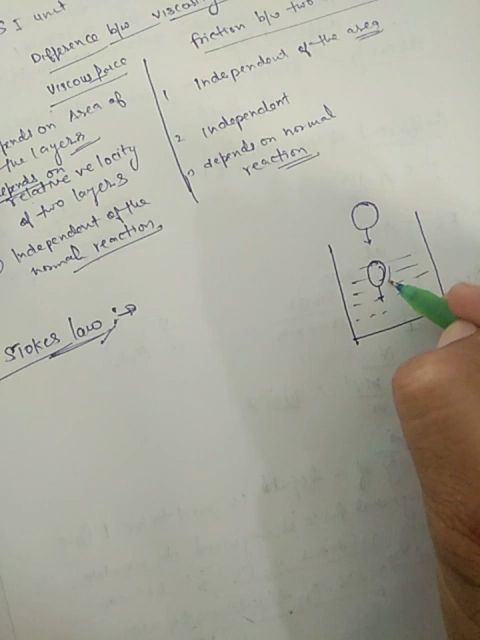 S I unit
Difference b/w viscosity
friction b/w two
Viscous force
depends on Area of
the layers
depends on
relative velocity
of two layers
Independent of the
normal reaction
1 Independent of the area
2 Independent
3 depends on normal
reaction
Stokes law :→